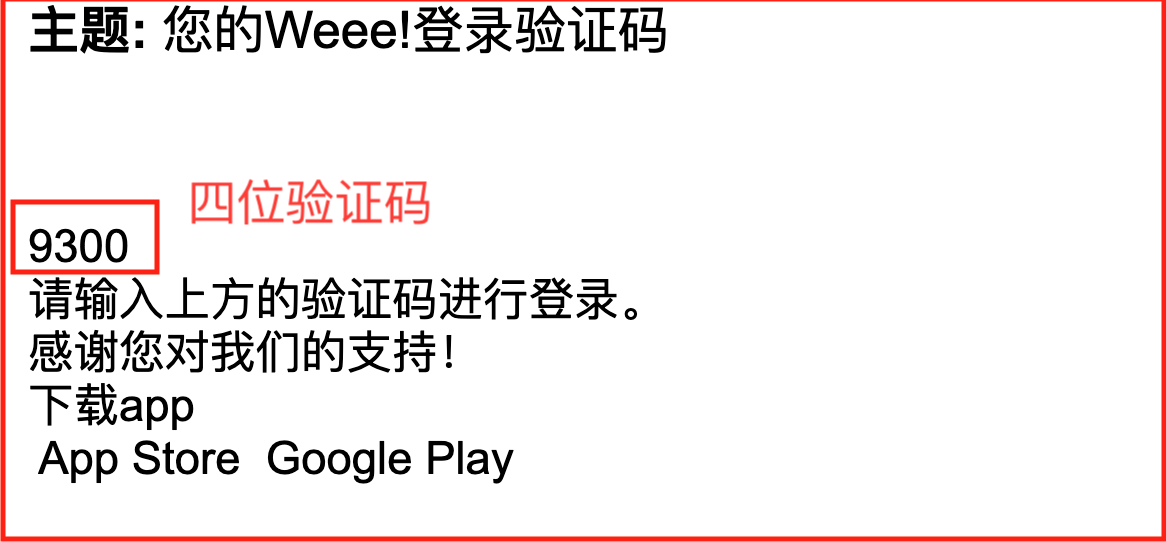 主题: 您的Weee!登录验证码
四位验证码
9300
请输入上方的验证码进行登录。
感谢您对我们的支持！
下载app
App Store  Google Play